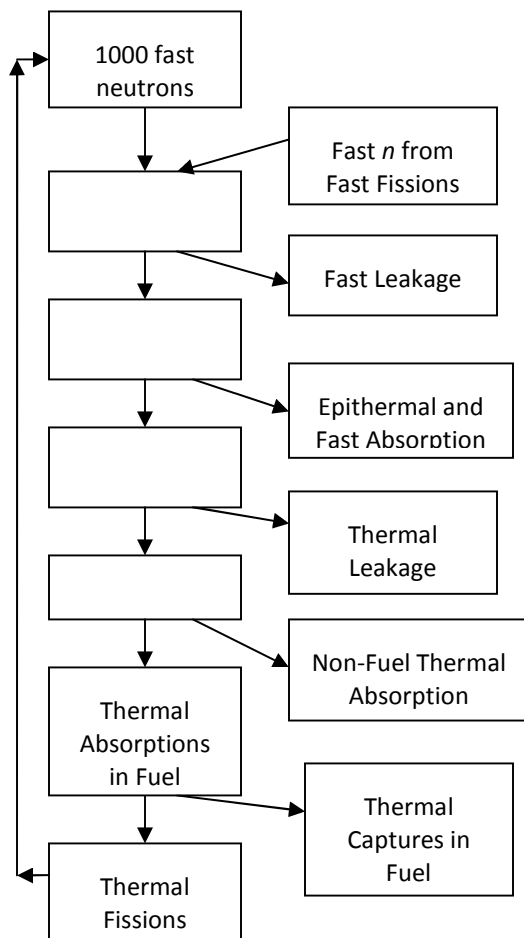 1000 fast
neutrons
Fast n from
Fast Fissions
Fast Leakage
Epithermal and
Fast Absorption
Thermal
Leakage
Non-Fuel Thermal
Absorption
Thermal
Absorptions
in Fuel
Thermal
Captures in
Fuel
Thermal
Fissions